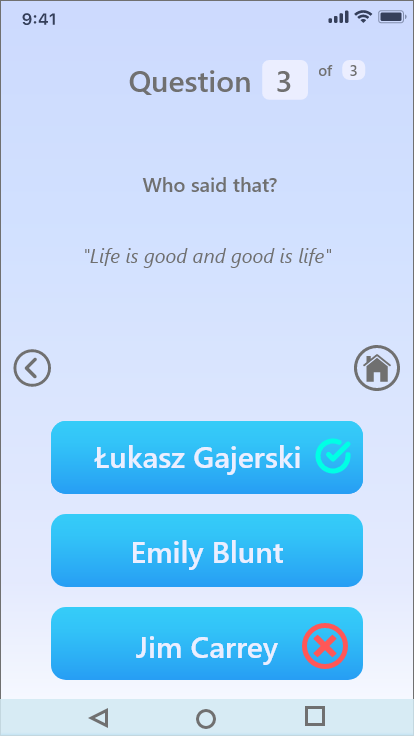 9:41
Question 3 of 3
Who said that?
"Life is good and good is life"
Łukasz Gajerski
Emily Blunt
Jim Carrey